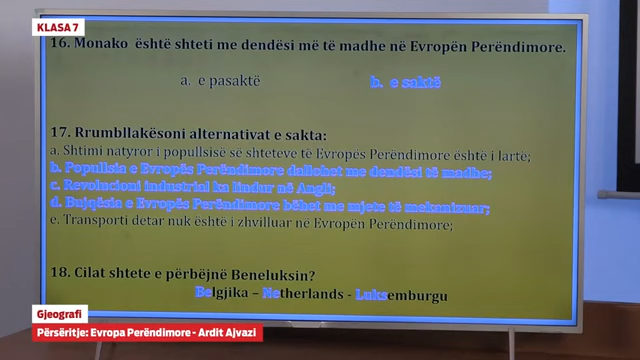 KLASA 7
16. Monako është shteti me dendësi më të madhe në Evropën Perëndimore.
a. e pasaktë
b. e saktë
17. Rrumbllakësoni alternativat e sakta:
a. Shtimi natyror i popullsisë së shteteve të Evropës Perëndimore është i lartë;
b. Popullsia e Evropës Perëndimore dallohet me dendësi të madhe;
c. Revolucioni industrial ka lindur në Angli;
d. Bujqësia e Evropës Perëndimore bëhet me mjete të mekanizuar;
e. Transporti detar nuk është i zhvilluar në Evropën Perëndimore;
18. Cilat shtete e përbëjnë Beneluksin?
Belgjika – Netherlands - Luksemburgu
Gjeografi
Përsëritje: Evropa Perëndimore - Ardit Ajvazi